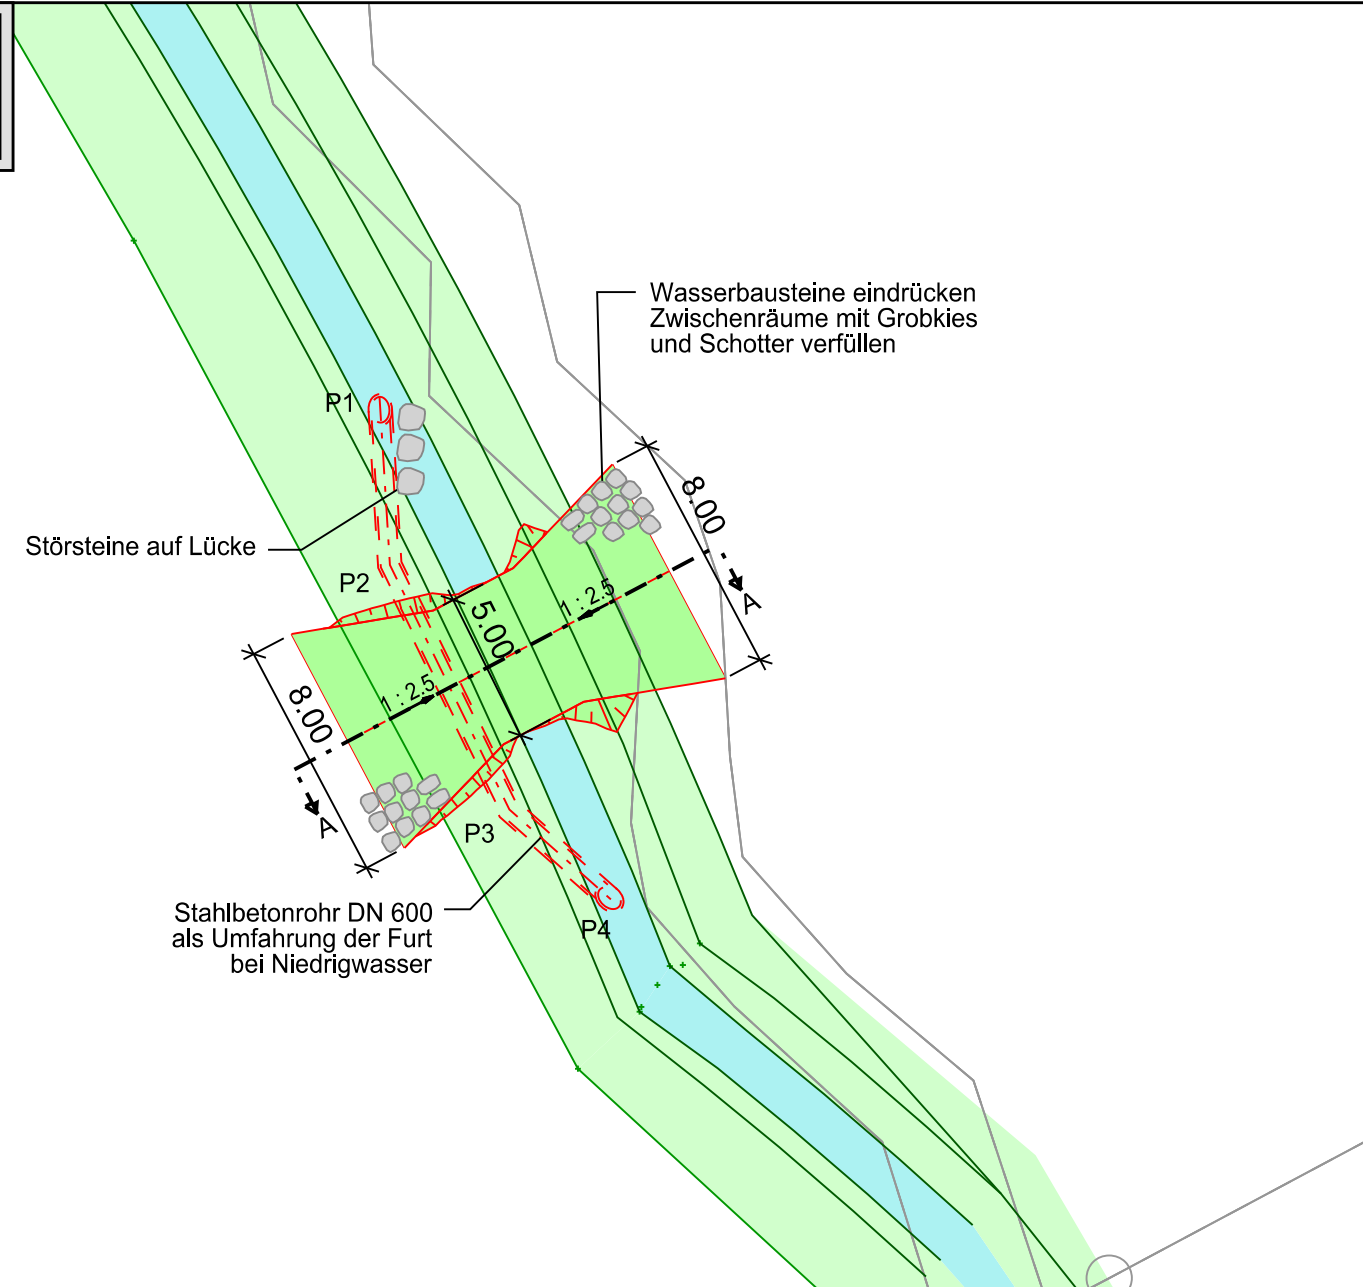 Wasserbausteine eindrücken
Zwischenräume mit Grobkies
und Schotter verfüllen
P1
8.00
Störsteine auf Lücke
P2
1 : 2.5
A
5.00
1 : 2.5
8.00
A
P3
Stahlbetonrohr DN 600
als Umfahrung der Furt
bei Niedrigwasser
P4